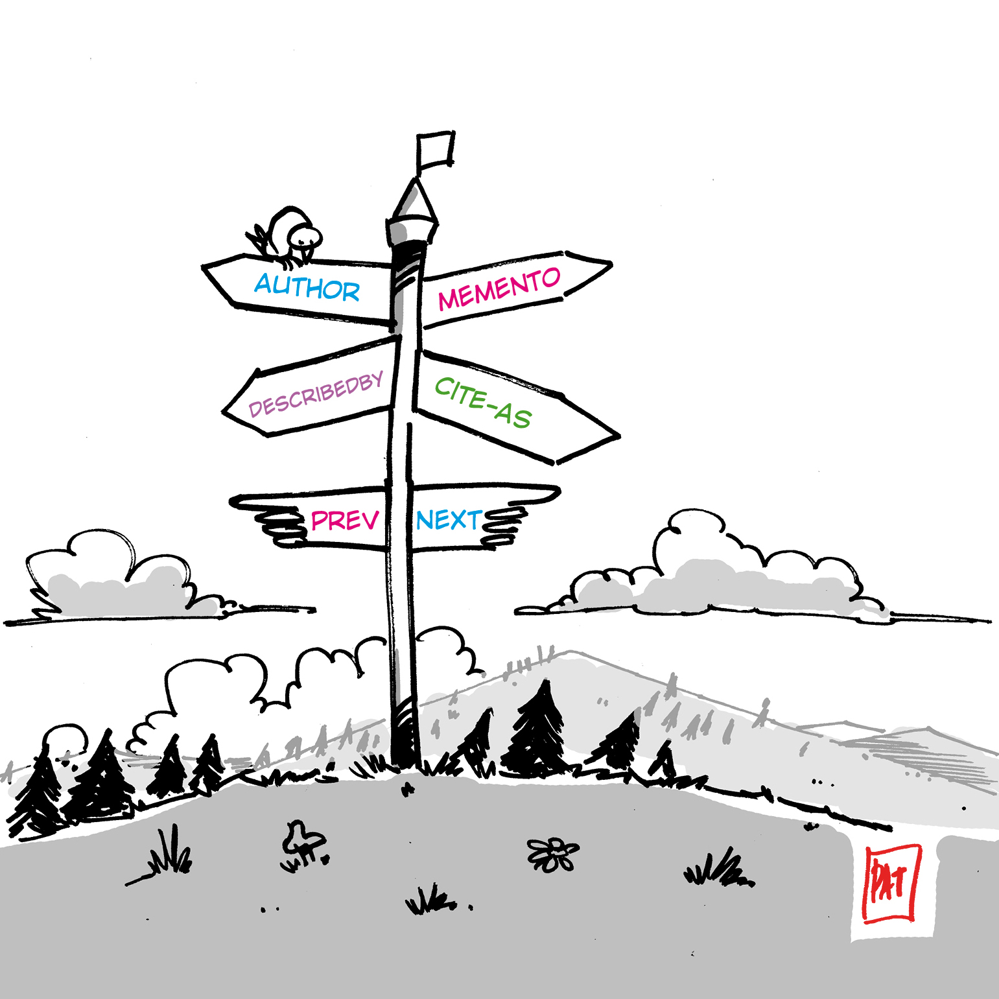 AUTHOR
MEMENTO
DESCRIBEDBY
CITE-AS
PREV
NEXT
PAT